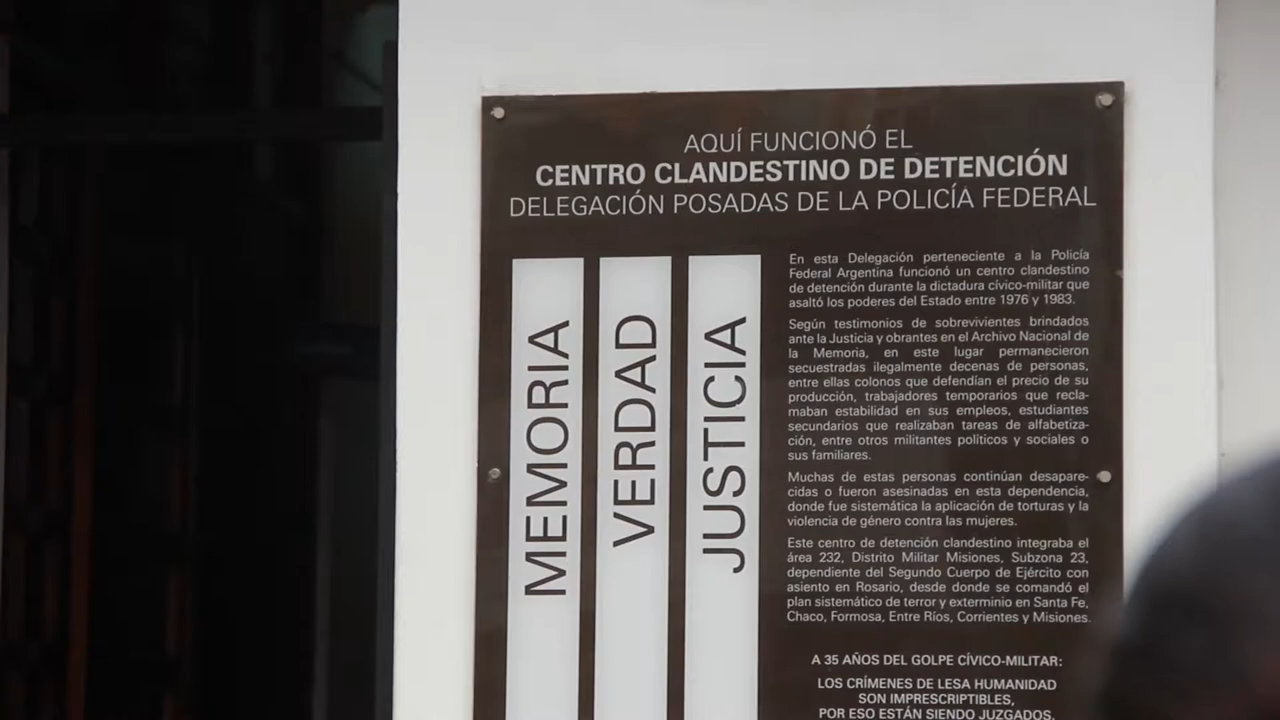 AQUÍ FUNCIONÓ EL
CENTRO CLANDESTINO DE DETENCIÓN
DELEGACIÓN POSADAS DE LA POLICÍA FEDERAL
MEMORIA
VERDAD
JUSTICIA
En esta Delegación perteneciente a la Policía
Federal Argentina funcionó un centro clandestino
de detención durante la dictadura cívico-militar que
asaltó los poderes del Estado entre 1976 y 1983.
Según testimonios de sobrevivientes brindados
ante la Justicia y obrantes en el Archivo Nacional de
la Memoria, en este lugar permanecieron
secuestradas ilegalmente decenas de personas,
entre ellas colonos que defendían el precio de su
producción, trabajadores temporarios que recla-
maban estabilidad en sus empleos, estudiantes
secundarios que realizaban tareas de alfabetiza-
ción, entre otros militantes políticos y sociales o
sus familiares.
Muchas de estas personas continúan desapare-
cidas o fueron asesinadas en esta dependencia,
donde fue sistemática la aplicación de torturas y la
violencia de género contra las mujeres.
Este centro de detención clandestino integraba el
área 232, Distrito Militar Misiones, Subzona 23,
dependiente del Segundo Cuerpo de Ejército con
asiento en Rosario, desde donde se comandó el
plan sistemático de terror y exterminio en Santa Fe,
Chaco, Formosa, Entre Ríos, Corrientes y Misiones.
A 35 AÑOS DEL GOLPE CÍVICO-MILITAR:
LOS CRÍMENES DE LESA HUMANIDAD
SON IMPRESCRIPTIBLES,
POR ESO ESTÁN SIENDO JUZGADOS.